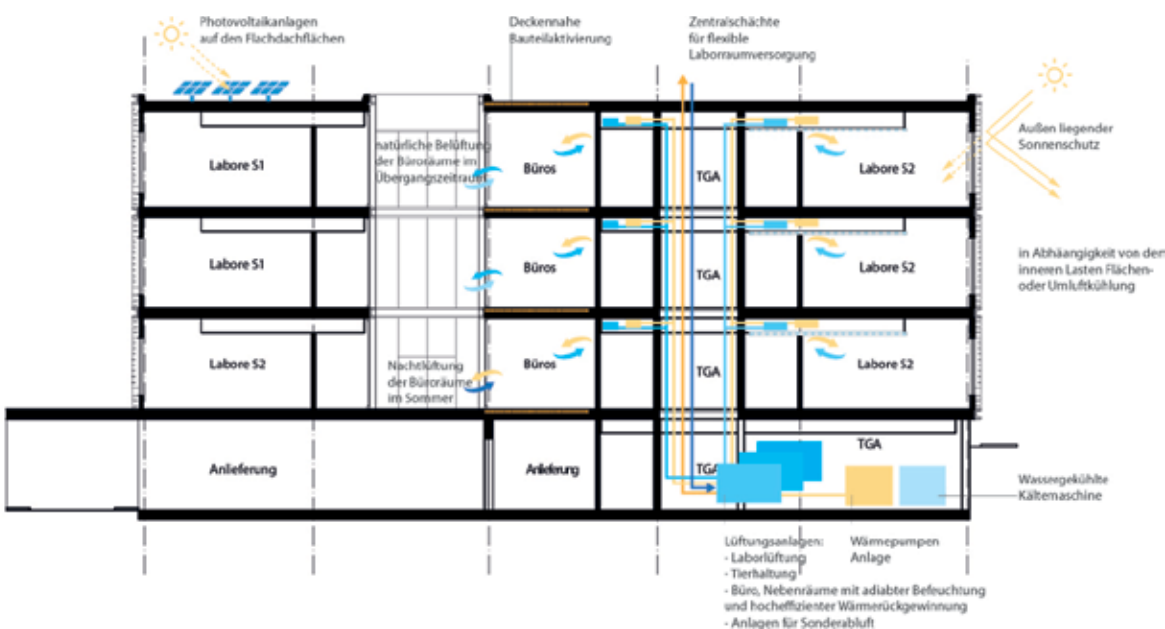 Photovoltaikanlagen
auf den Flachdachflächen
Deckennahe
Bauteilaktivierung
Zentralschächte
für flexible
Laborraumversorgung
Außen liegender
Sonnenschutz
natürliche Belüftung
der Büroräume im
Übergangszeitraum
Labore S1
Büros
TGA
Labore S2
Labore S1
Büros
TGA
Labore S2
in Abhäangigkeit von den
inneren Lasten Flächen-
oder Umluftkühlung
Labore S2
Nachtlüftung
der Büroräume
im Sommer
Büros
TGA
Labore S2
Anlieferung
Anlieferung
TGA
TGA
Wassergekühlte
Kältemaschine
Lüftungsanlagen:
- Laborlüftung
- Tierhaltung
- Büro, Nebenräume mit adiabter Befeuchtung
und hocheffizienter Wärmerückgewinnung
- Anlagen für Sonderabluft
Wärmepumpen
Anlage